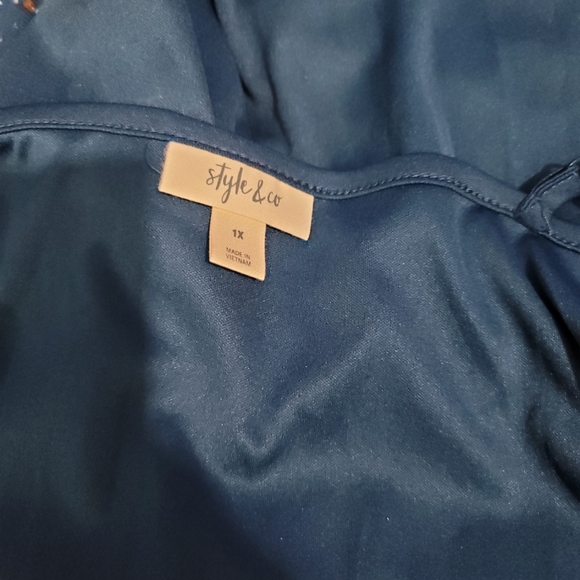 style & co
1X
MADE IN
VIETNAM